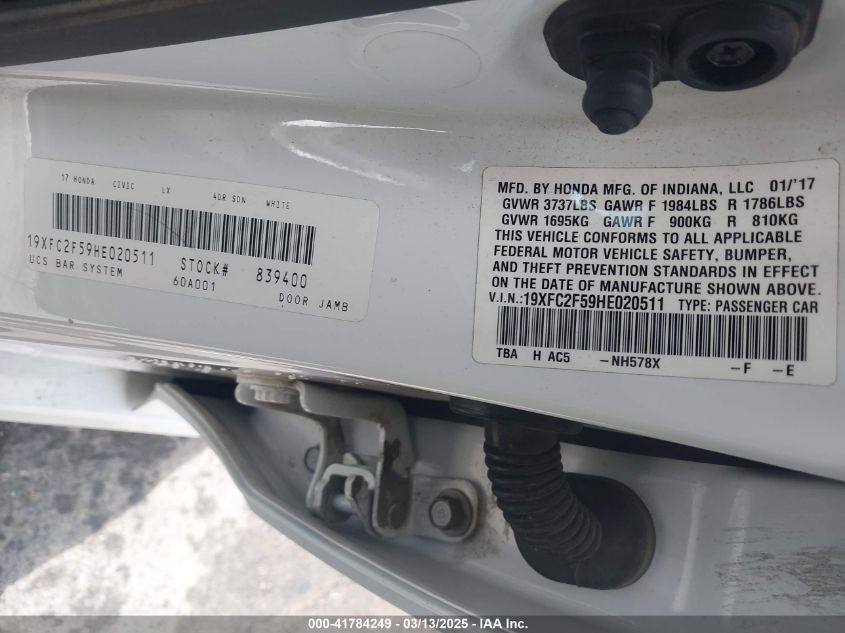 17 HONDA CIVIC LX 4DR SDN WHITE
19XFC2F59HE020511 STOCK# 839400
UCS BAR SYSTEM 60A001 DOOR JAMB
MFD. BY HONDA MFG. OF INDIANA, LLC 01/'17
GVWR 3737LBS GAWR F 1984LBS R 1786LBS
GVWR 1695KG GAWR F 900KG R 810KG
THIS VEHICLE CONFORMS TO ALL APPLICABLE
FEDERAL MOTOR VEHICLE SAFETY, BUMPER,
AND THEFT PREVENTION STANDARDS IN EFFECT
ON THE DATE OF MANUFACTURE SHOWN ABOVE.
V.I.N.: 19XFC2F59HE020511 TYPE: PASSENGER CAR
TBA H AC5 –NH578X –F –E
000-41784249 - 03/13/2025 - IAA Inc.